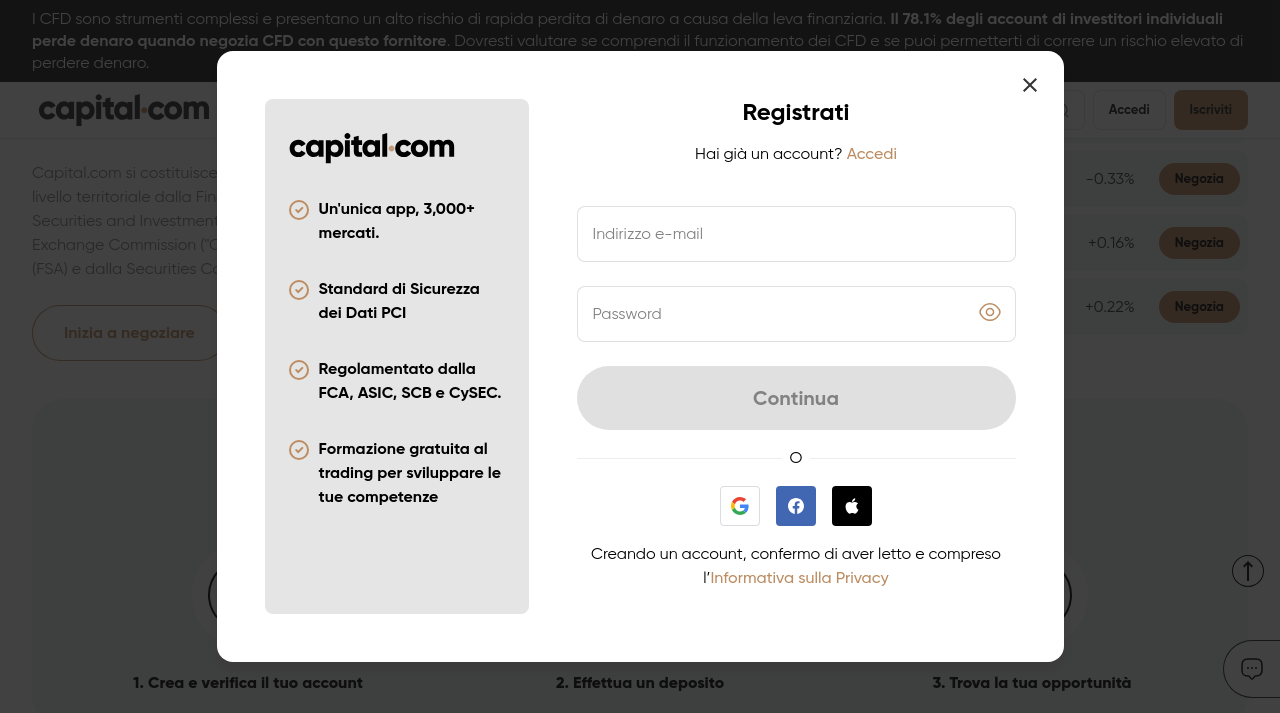 I CFD sono strumenti complessi e presentano un alto rischio di rapida perdita di denaro a causa della leva finanziaria. Il 78.1% degli account di investitori individuali
perde denaro quando negozia CFD con questo fornitore. Dovresti valutare se comprendi il funzionamento dei CFD e se puoi permetterti di correre un rischio elevato di
perdere denaro.
capital.com
Accedi
Iscriviti
Capital.com si costituisce
livello territoriale dalla Fin
Securities and Investment
Exchange Commission ("C
(FSA) e dalla Securities Co
Inizia a negoziare
-0.33%
Negozia
+0.16%
Negozia
+0.22%
Negozia
capital.com
Un'unica app, 3,000+
mercati.
Standard di Sicurezza
dei Dati PCI
Regolamentato dalla
FCA, ASIC, SCB e CySEC.
Formazione gratuita al
trading per sviluppare le
tue competenze
Registrati
Hai già un account? Accedi
Indirizzo e-mail
Password
Continua
O
Creando un account, confermo di aver letto e compreso
l’Informativa sulla Privacy
1. Crea e verifica il tuo account
2. Effettua un deposito
3. Trova la tua opportunità